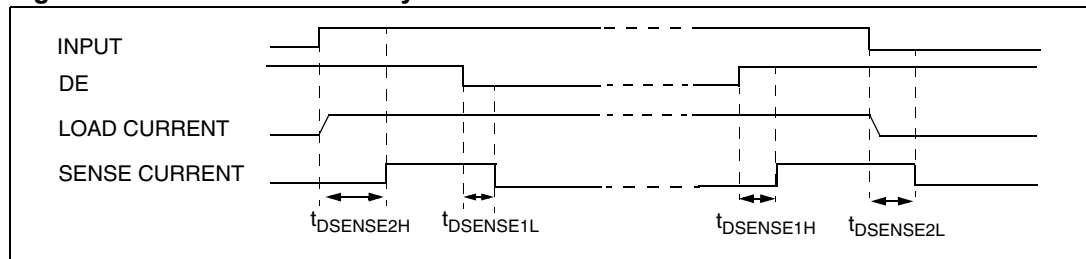 INPUT
DE
LOAD CURRENT
SENSE CURRENT
tDSENSE2H tDSENSE1L tDSENSE1H tDSENSE2L